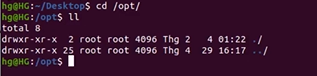 hg@HG:~/Desktop$ cd /opt/
hg@HG:/opt$ ll
total 8
drwxr-xr-x  2 root root 4096 Thg 2   4 01:22 ./
drwxr-xr-x 25 root root 4096 Thg 4  29 16:17 ../
hg@HG:/opt$